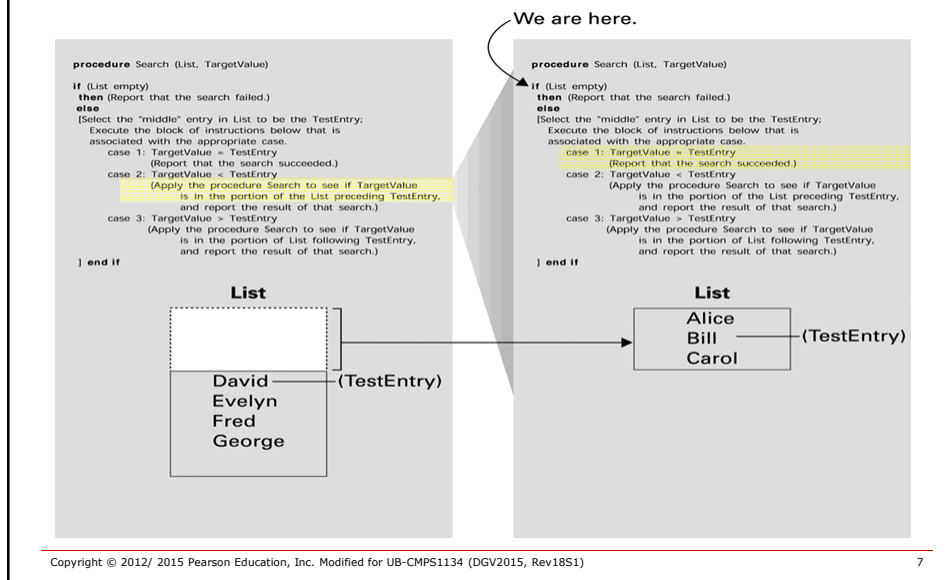 We are here.
procedure Search (List, TargetValue)
if (List empty)
then (Report that the search failed.)
else
[Select the "middle" entry in List to be the TestEntry;
Execute the block of instructions below that is
associated with the appropriate case.
case 1: TargetValue = TestEntry
(Report that the search succeeded.)
case 2: TargetValue < TestEntry
(Apply the procedure Search to see if TargetValue
is in the portion of the List preceding TestEntry,
and report the result of that search.)
case 3: TargetValue > TestEntry
(Apply the procedure Search to see if TargetValue
is in the portion of List following TestEntry,
and report the result of that search.)
] end if
List
David
(TestEntry)
Evelyn
Fred
George
procedure Search (List, TargetValue)
if (List empty)
then (Report that the search failed.)
else
[Select the "middle" entry in List to be the TestEntry;
Execute the block of instructions below that is
associated with the appropriate case.
case 1: TargetValue = TestEntry
(Report that the search succeeded.)
case 2: TargetValue < TestEntry
(Apply the procedure Search to see if TargetValue
is in the portion of the List preceding TestEntry,
and report the result of that search.)
case 3: TargetValue > TestEntry
(Apply the procedure Search to see if TargetValue
is in the portion of List following TestEntry,
and report the result of that search.)
] end if
List
Alice
Bill
(TestEntry)
Carol
Copyright © 2012/ 2015 Pearson Education, Inc. Modified for UB-CMPS1134 (DGV2015, Rev18S1)
7